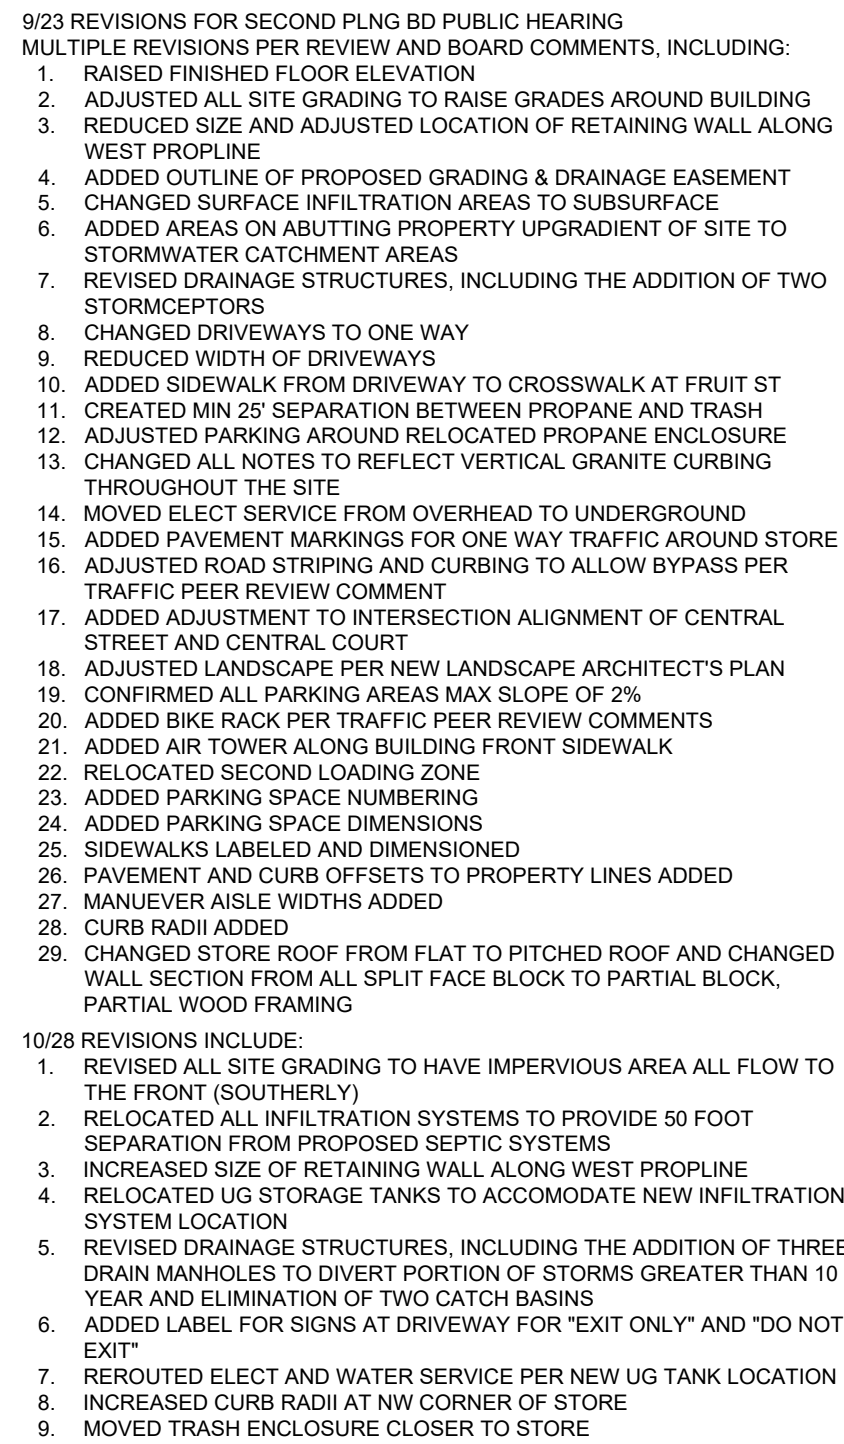 9/23 REVISIONS FOR SECOND PLNG BD PUBLIC HEARING
MULTIPLE REVISIONS PER REVIEW AND BOARD COMMENTS, INCLUDING:
1. RAISED FINISHED FLOOR ELEVATION
2. ADJUSTED ALL SITE GRADING TO RAISE GRADES AROUND BUILDING
3. REDUCED SIZE AND ADJUSTED LOCATION OF RETAINING WALL ALONG
WEST PROPLINE
4. ADDED OUTLINE OF PROPOSED GRADING & DRAINAGE EASEMENT
5. CHANGED SURFACE INFILTRATION AREAS TO SUBSURFACE
6. ADDED AREAS ON ABUTTING PROPERTY UPGRADIENT OF SITE TO
STORMWATER CATCHMENT AREAS
7. REVISED DRAINAGE STRUCTURES, INCLUDING THE ADDITION OF TWO
STORMCEPTORS
8. CHANGED DRIVEWAYS TO ONE WAY
9. REDUCED WIDTH OF DRIVEWAYS
10. ADDED SIDEWALK FROM DRIVEWAY TO CROSSWALK AT FRUIT ST
11. CREATED MIN 25' SEPARATION BETWEEN PROPANE AND TRASH
12. ADJUSTED PARKING AROUND RELOCATED PROPANE ENCLOSURE
13. CHANGED ALL NOTES TO REFLECT VERTICAL GRANITE CURBING
THROUGHOUT THE SITE
14. MOVED ELECT SERVICE FROM OVERHEAD TO UNDERGROUND
15. ADDED PAVEMENT MARKINGS FOR ONE WAY TRAFFIC AROUND STORE
16. ADJUSTED ROAD STRIPING AND CURBING TO ALLOW BYPASS PER
TRAFFIC PEER REVIEW COMMENT
17. ADDED ADJUSTMENT TO INTERSECTION ALIGNMENT OF CENTRAL
STREET AND CENTRAL COURT
18. ADJUSTED LANDSCAPE PER NEW LANDSCAPE ARCHITECT'S PLAN
19. CONFIRMED ALL PARKING AREAS MAX SLOPE OF 2%
20. ADDED BIKE RACK PER TRAFFIC PEER REVIEW COMMENTS
21. ADDED AIR TOWER ALONG BUILDING FRONT SIDEWALK
22. RELOCATED SECOND LOADING ZONE
23. ADDED PARKING SPACE NUMBERING
24. ADDED PARKING SPACE DIMENSIONS
25. SIDEWALKS LABELED AND DIMENSIONED
26. PAVEMENT AND CURB OFFSETS TO PROPERTY LINES ADDED
27. MANUEVER AISLE WIDTHS ADDED
28. CURB RADII ADDED
29. CHANGED STORE ROOF FROM FLAT TO PITCHED ROOF AND CHANGED
WALL SECTION FROM ALL SPLIT FACE BLOCK TO PARTIAL BLOCK,
PARTIAL WOOD FRAMING
10/28 REVISIONS INCLUDE:
1. REVISED ALL SITE GRADING TO HAVE IMPERVIOUS AREA ALL FLOW TO
THE FRONT (SOUTHERLY)
2. RELOCATED ALL INFILTRATION SYSTEMS TO PROVIDE 50 FOOT
SEPARATION FROM PROPOSED SEPTIC SYSTEMS
3. INCREASED SIZE OF RETAINING WALL ALONG WEST PROPLINE
4. RELOCATED UG STORAGE TANKS TO ACCOMODATE NEW INFILTRATION
SYSTEM LOCATION
5. REVISED DRAINAGE STRUCTURES, INCLUDING THE ADDITION OF THREE
DRAIN MANHOLES TO DIVERT PORTION OF STORMS GREATER THAN 10
YEAR AND ELIMINATION OF TWO CATCH BASINS
6. ADDED LABEL FOR SIGNS AT DRIVEWAY FOR "EXIT ONLY" AND "DO NOT
EXIT"
7. REROUTED ELECT AND WATER SERVICE PER NEW UG TANK LOCATION
8. INCREASED CURB RADII AT NW CORNER OF STORE
9. MOVED TRASH ENCLOSURE CLOSER TO STORE